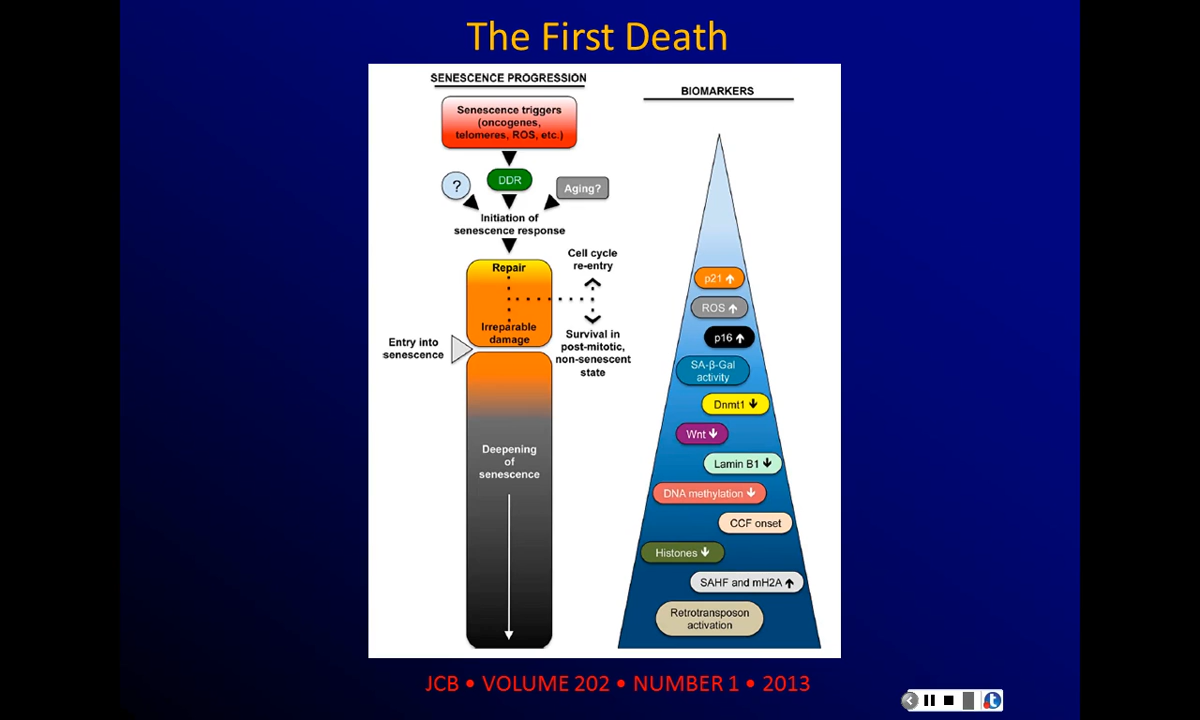 The First Death
SENESCENCE PROGRESSION
Senescence triggers
(oncogenes,
telomeres, ROS, etc.)
?
DDR
Aging?
Initiation of
senescence response
Repair
Cell cycle
re-entry
Irreparable
damage
Survival in
post-mitotic,
non-senescent
state
Entry into
senescence
Deepening
of
senescence
BIOMARKERS
p21
ROS
p16
SA-β-Gal
activity
Dnmt1
Wnt
Lamin B1
DNA methylation
CCF onset
Histones
SAHF and mH2A
Retrotransposon
activation
JCB • VOLUME 202 • NUMBER 1 • 2013
t